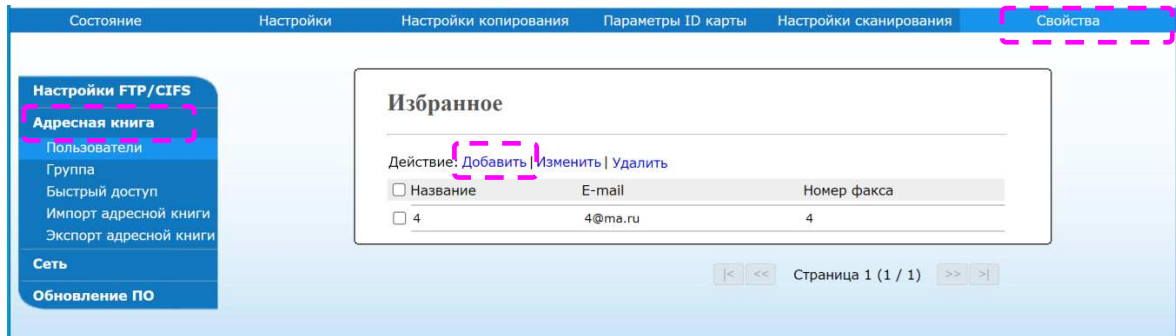 Состояние Настройки Настройки копирования Параметры ID карты Настройки сканирования Свойства
Настройки FTP/CIFS
Адресная книга
Пользователи
Группа
Быстрый доступ
Импорт адресной книги
Экспорт адресной книги
Сеть
Обновление ПО
Избранное
Действие: Добавить | Изменить | Удалить
Название E-mail Номер факса
4 4@ma.ru 4
|< << Страница 1 (1 / 1) >> >|